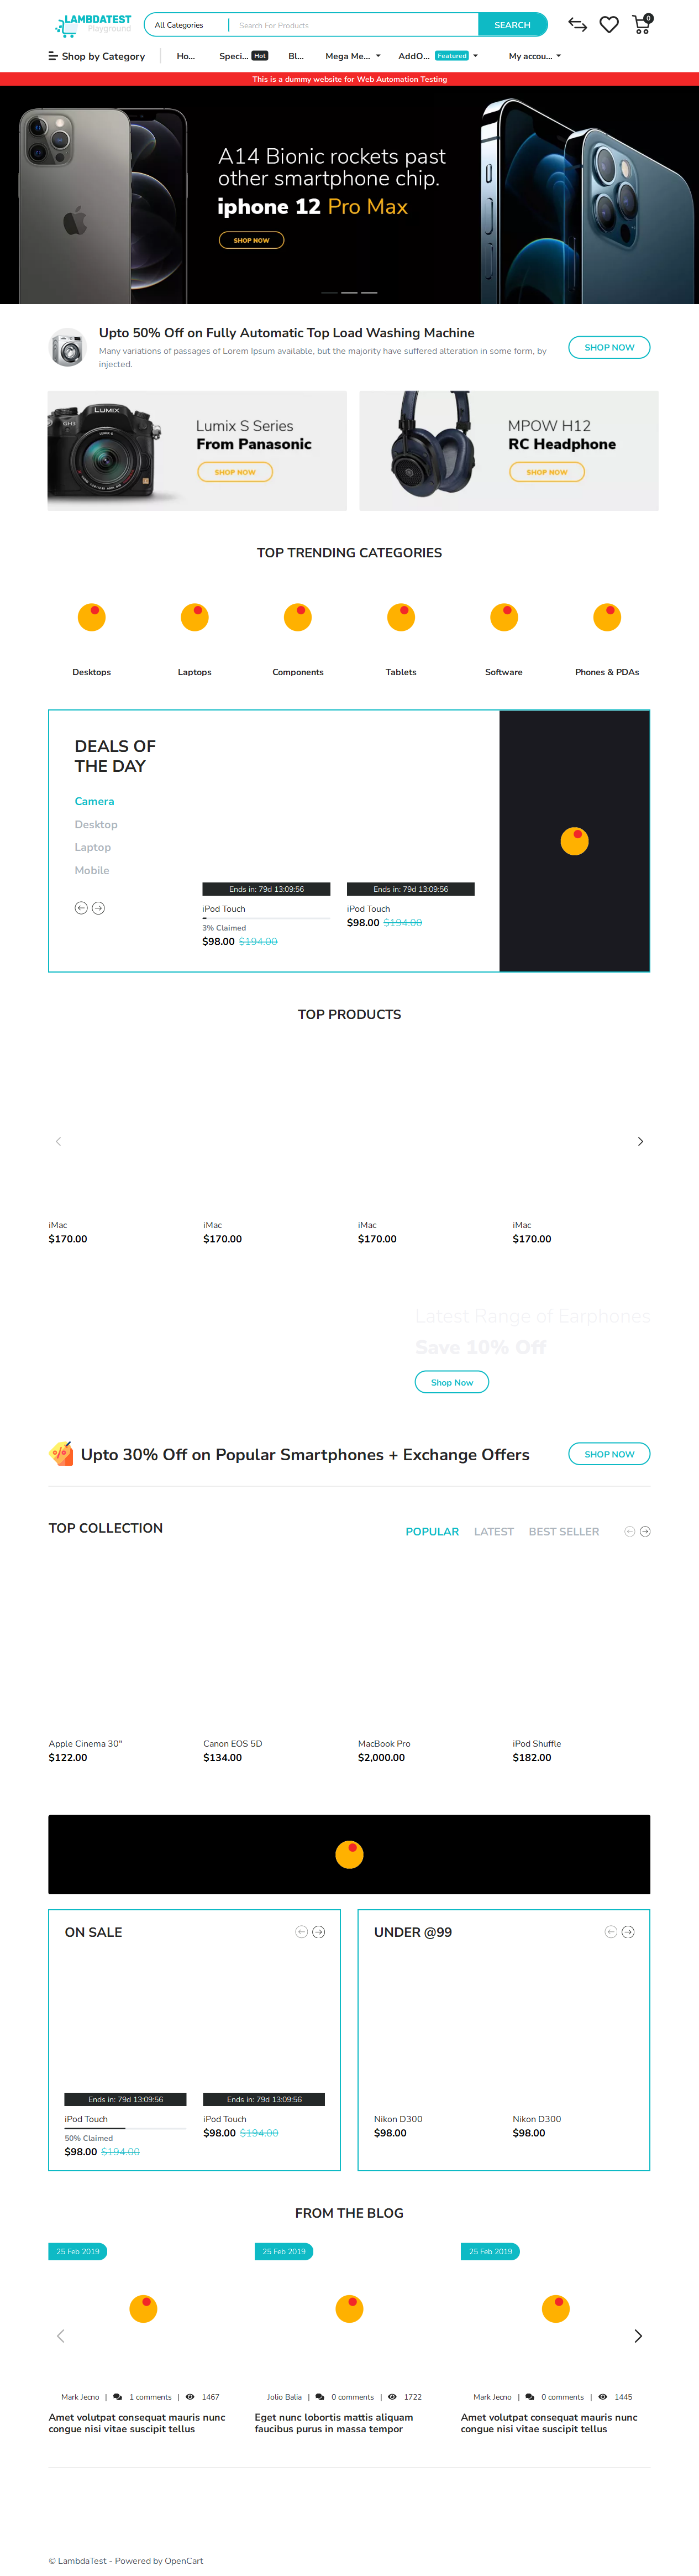 LAMBDATEST
Playground
All Categories
Search For Products
SEARCH
0
Shop by Category
Ho...
Speci... Hot
Bl...
Mega Me...
AddO... Featured
My accou...
This is a dummy website for Web Automation Testing
A14 Bionic rockets past
other smartphone chip.
iphone 12 Pro Max
SHOP NOW
Upto 50% Off on Fully Automatic Top Load Washing Machine
Many variations of passages of Lorem Ipsum available, but the majority have suffered alteration in some form, by
injected.
SHOP NOW
LUMIX
GH3
Lumix S Series
From Panasonic
SHOP NOW
MPOW H12
RC Headphone
SHOP NOW
TOP TRENDING CATEGORIES
Desktops
Laptops
Components
Tablets
Software
Phones & PDAs
DEALS OF
THE DAY
Camera
Desktop
Laptop
Mobile
Ends in: 79d 13:09:56
iPod Touch
3% Claimed
$98.00 $194.00
Ends in: 79d 13:09:56
iPod Touch
$98.00 $194.00
TOP PRODUCTS
iMac
$170.00
iMac
$170.00
iMac
$170.00
iMac
$170.00
Latest Range of Earphones
Save 10% Off
Shop Now
Upto 30% Off on Popular Smartphones + Exchange Offers
SHOP NOW
TOP COLLECTION
POPULAR
LATEST
BEST SELLER
Apple Cinema 30"
$122.00
Canon EOS 5D
$134.00
MacBook Pro
$2,000.00
iPod Shuffle
$182.00
ON SALE
Ends in: 79d 13:09:56
iPod Touch
50% Claimed
$98.00 $194.00
Ends in: 79d 13:09:56
iPod Touch
$98.00 $194.00
UNDER @99
Nikon D300
$98.00
Nikon D300
$98.00
FROM THE BLOG
25 Feb 2019
Mark Jecno | 1 comments | 1467
Amet volutpat consequat mauris nunc
congue nisi vitae suscipit tellus
25 Feb 2019
Jolio Balia | 0 comments | 1722
Eget nunc lobortis mattis aliquam
faucibus purus in massa tempor
25 Feb 2019
Mark Jecno | 0 comments | 1445
Amet volutpat consequat mauris nunc
congue nisi vitae suscipit tellus
© LambdaTest - Powered by OpenCart